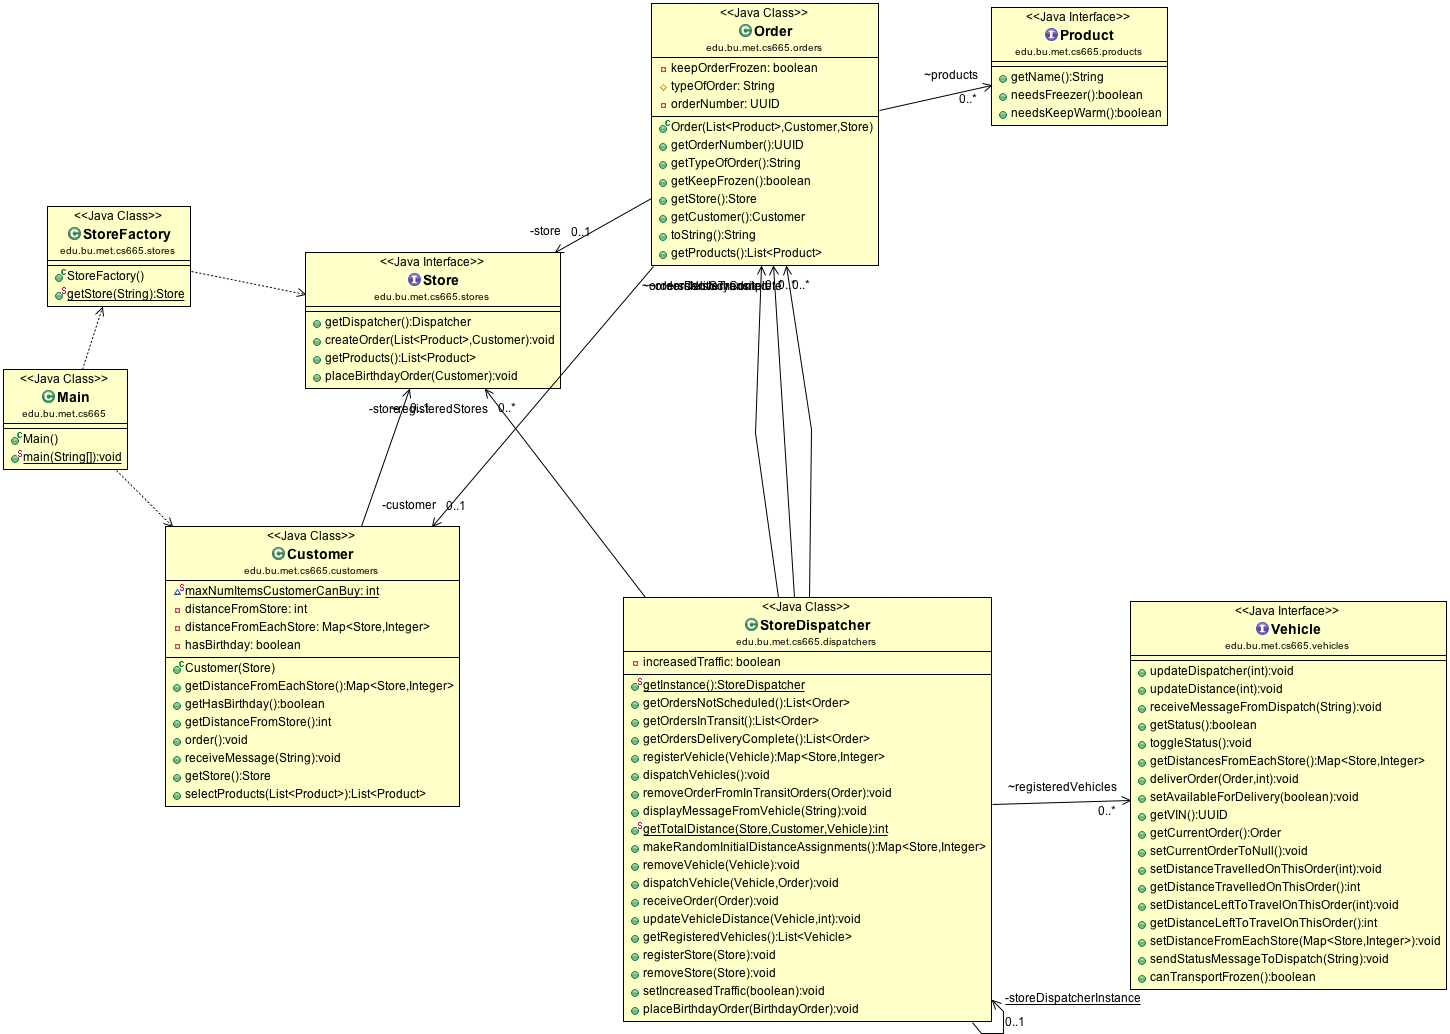 <<Java Class>>
Order
edu.bu.met.cs665.orders
keepOrderFrozen: boolean
typeOfOrder: String
orderNumber: UUID
Order(List<Product>,Customer,Store)
getOrderNumber():UUID
getTypeOfOrder():String
getKeepFrozen():boolean
getStore():Store
getCustomer():Customer
toString():String
getProducts():List<Product>
~products
0..*
<<Java Interface>>
Product
edu.bu.met.cs665.products
getName():String
needsFreezer():boolean
needsKeepWarm():boolean
<<Java Class>>
StoreFactory
edu.bu.met.cs665.stores
StoreFactory()
getStore(String):Store
-store
0..1
<<Java Interface>>
Store
edu.bu.met.cs665.stores
getDispatcher():Dispatcher
createOrder(List<Product>,Customer):void
getProducts():List<Product>
placeBirthdayOrder(Customer):void
0..*
<<Java Class>>
Main
edu.bu.met.cs665
Main()
main(String[]):void
-store
0..1
registeredStores
0..*
-customer
0..1
<<Java Class>>
Customer
edu.bu.met.cs665.customers
maxNumItemsCustomerCanBuy: int
distanceFromStore: int
distanceFromEachStore: Map<Store,Integer>
hasBirthday: boolean
Customer(Store)
getDistanceFromEachStore():Map<Store,Integer>
getHasBirthday():boolean
getDistanceFromStore():int
order():void
receiveMessage(String):void
getStore():Store
selectProducts(List<Product>):List<Product>
<<Java Class>>
StoreDispatcher
edu.bu.met.cs665.dispatchers
increasedTraffic: boolean
getInstance():StoreDispatcher
getOrdersNotScheduled():List<Order>
getOrdersInTransit():List<Order>
getOrdersDeliveryComplete():List<Order>
registerVehicle(Vehicle):Map<Store,Integer>
dispatchVehicles():void
removeOrderFromInTransitOrders(Order):void
displayMessageFromVehicle(String):void
getTotalDistance(Store,Customer,Vehicle):int
makeRandomInitialDistanceAssignments():Map<Store,Integer>
removeVehicle(Vehicle):void
dispatchVehicle(Vehicle,Order):void
receiveOrder(Order):void
updateVehicleDistance(Vehicle,int):void
getRegisteredVehicles():List<Vehicle>
registerStore(Store):void
removeStore(Store):void
setIncreasedTraffic(boolean):void
placeBirthdayOrder(BirthdayOrder):void
-storeDispatcherInstance
0..1
~registeredVehicles
0..*
<<Java Interface>>
Vehicle
edu.bu.met.cs665.vehicles
updateDispatcher(int):void
updateDistance(int):void
receiveMessageFromDispatch(String):void
getStatus():boolean
toggleStatus():void
getDistancesFromEachStore():Map<Store,Integer>
deliverOrder(Order,int):void
setAvailableForDelivery(boolean):void
getVIN():UUID
getCurrentOrder():Order
setCurrentOrderToNull():void
setDistanceTravelledOnThisOrder(int):void
getDistanceTravelledOnThisOrder():int
setDistanceLeftToTravelOnThisOrder(int):void
getDistanceLeftToTravelOnThisOrder():int
setDistanceFromEachStore(Map<Store,Integer>):void
sendStatusMessageToDispatch(String):void
canTransportFrozen():boolean